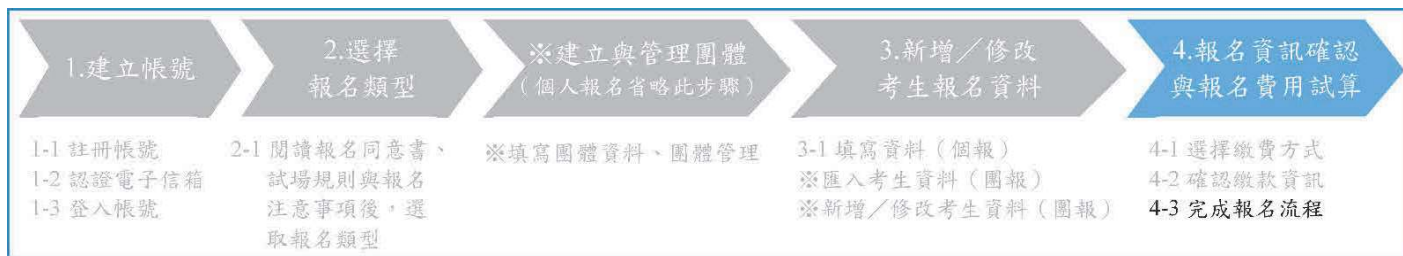 1.建立帳號
2.選擇
報名類型
※建立與管理團體
（個人報名省略此步驟）
3.新增／修改
考生報名資料
4.報名資訊確認
與報名費用試算
1-1 註冊帳號
1-2 認證電子信箱
1-3 登入帳號
2-1 閱讀報名同意書、
試場規則與報名
注意事項後，選
取報名類型
※填寫團體資料、團體管理
3-1 填寫資料（個報）
※匯入考生資料（團報）
※新增／修改考生資料（團報）
4-1 選擇繳費方式
4-2 確認繳款資訊
4-3 完成報名流程